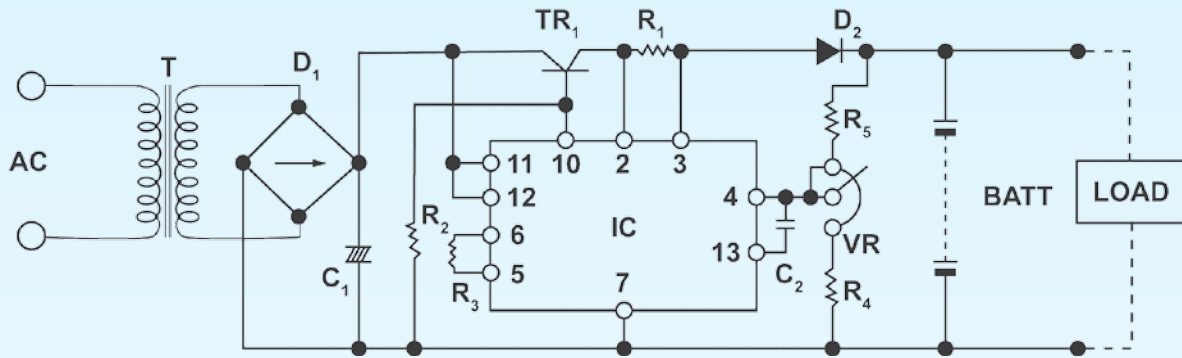 TR1 R1 D2
T D1
R5
AC
11 10 2 3
12 4 BATT LOAD
R2 6 IC 13 VR
C1 5 C2
R3 7 R4